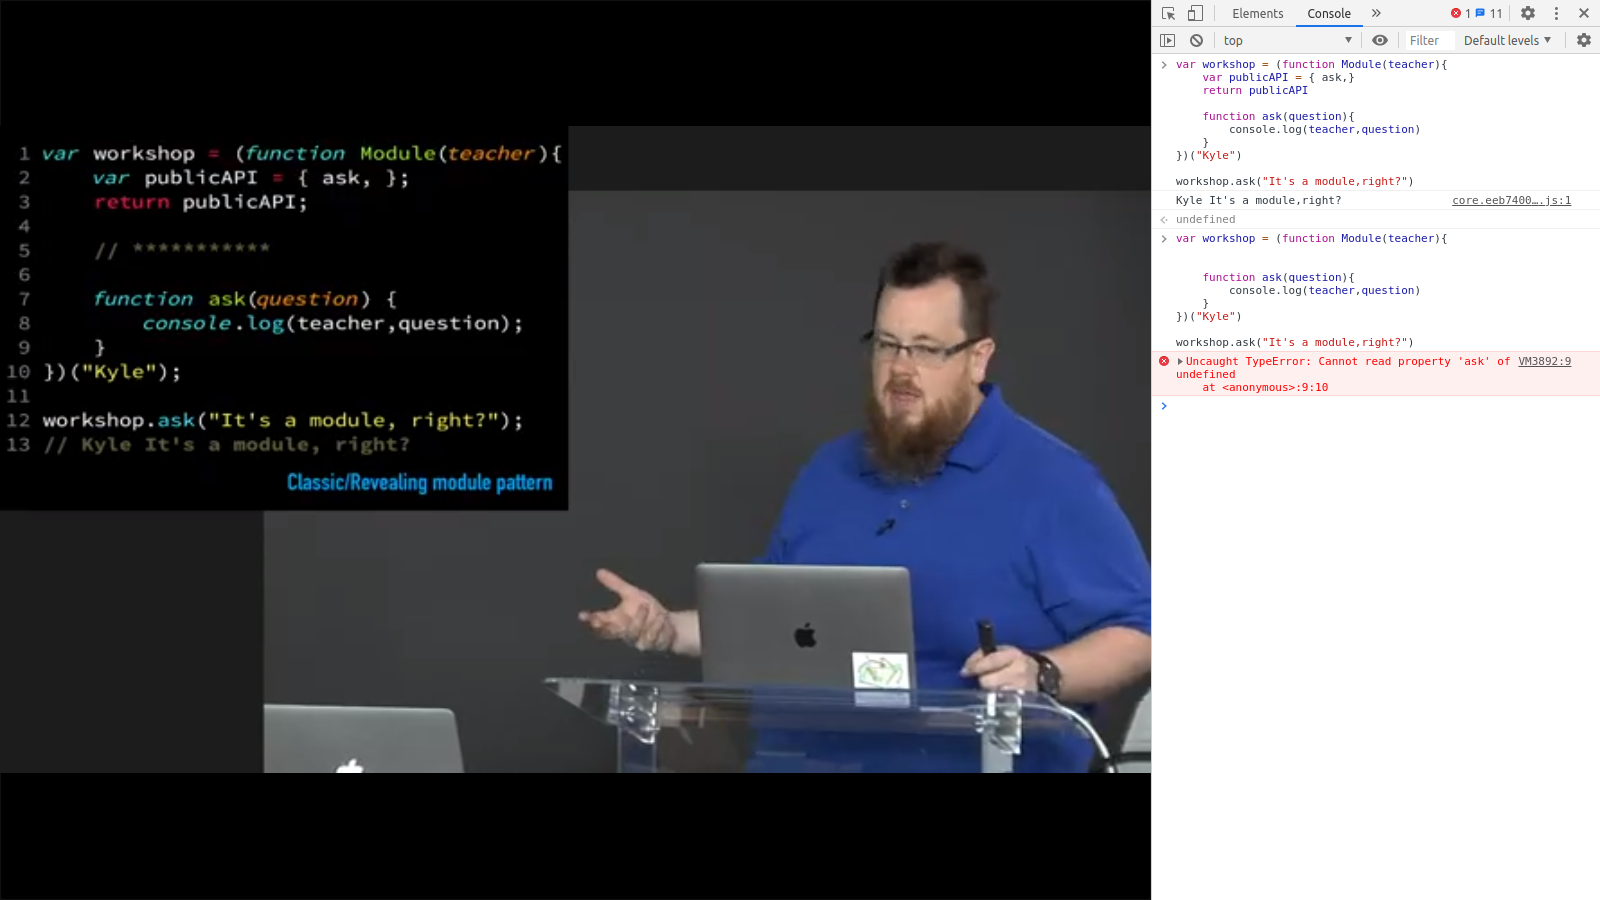 1 var workshop = (function Module(teacher){
2 var publicAPI = { ask, };
3 return publicAPI;
4
5 // ***********
6
7 function ask(question) {
8 console.log(teacher,question);
9 }
10 })("Kyle");
11
12 workshop.ask("It's a module, right?");
13 // Kyle It's a module, right?
Classic/Revealing module pattern
Elements Console 1 11
top Filter Default levels
var workshop = (function Module(teacher){
var publicAPI = { ask,}
return publicAPI
function ask(question){
console.log(teacher,question)
}
})("Kyle")
workshop.ask("It's a module,right?")
Kyle It's a module,right? core.eeb7400….js:1
undefined
var workshop = (function Module(teacher){
function ask(question){
console.log(teacher,question)
}
})("Kyle")
workshop.ask("It's a module,right?")
Uncaught TypeError: Cannot read property 'ask' of VM3892:9
undefined
at <anonymous>:9:10